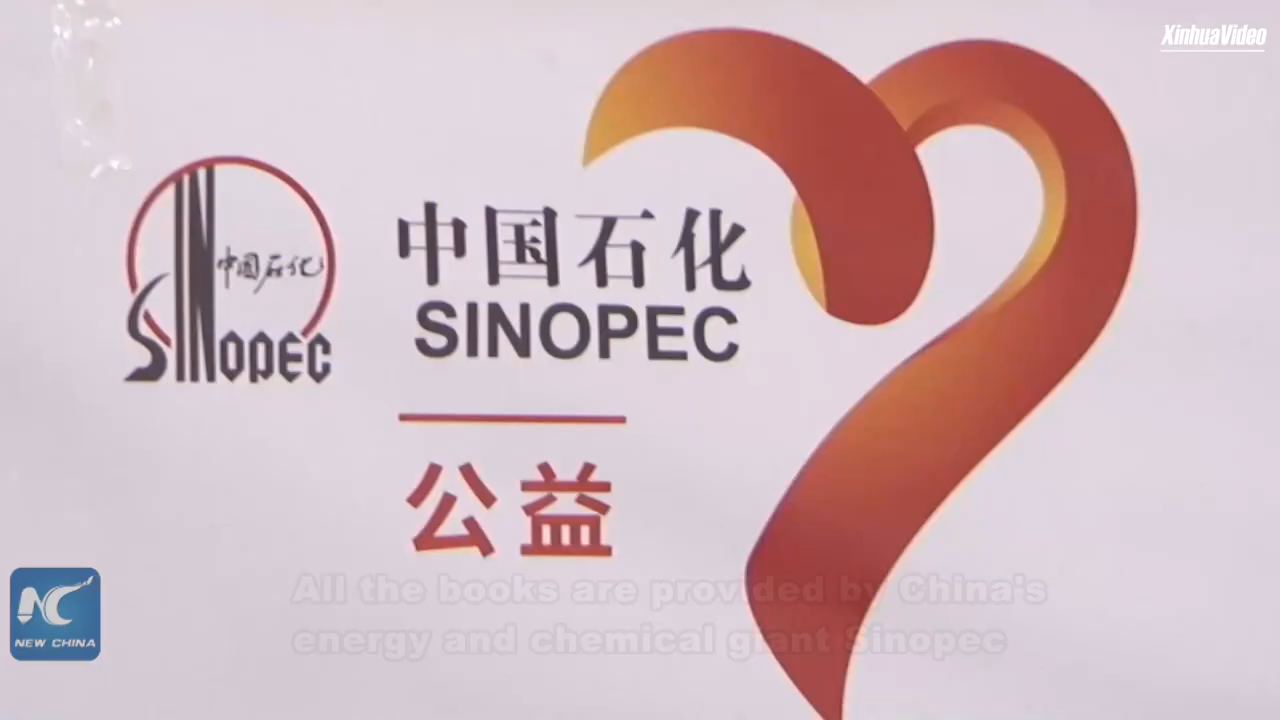 XinhuaVideo
中国石化
SINOPEC
中国石化
SINOPEC
公益
All the books are provided by China's
energy and chemical giant Sinopec
NEW CHINA